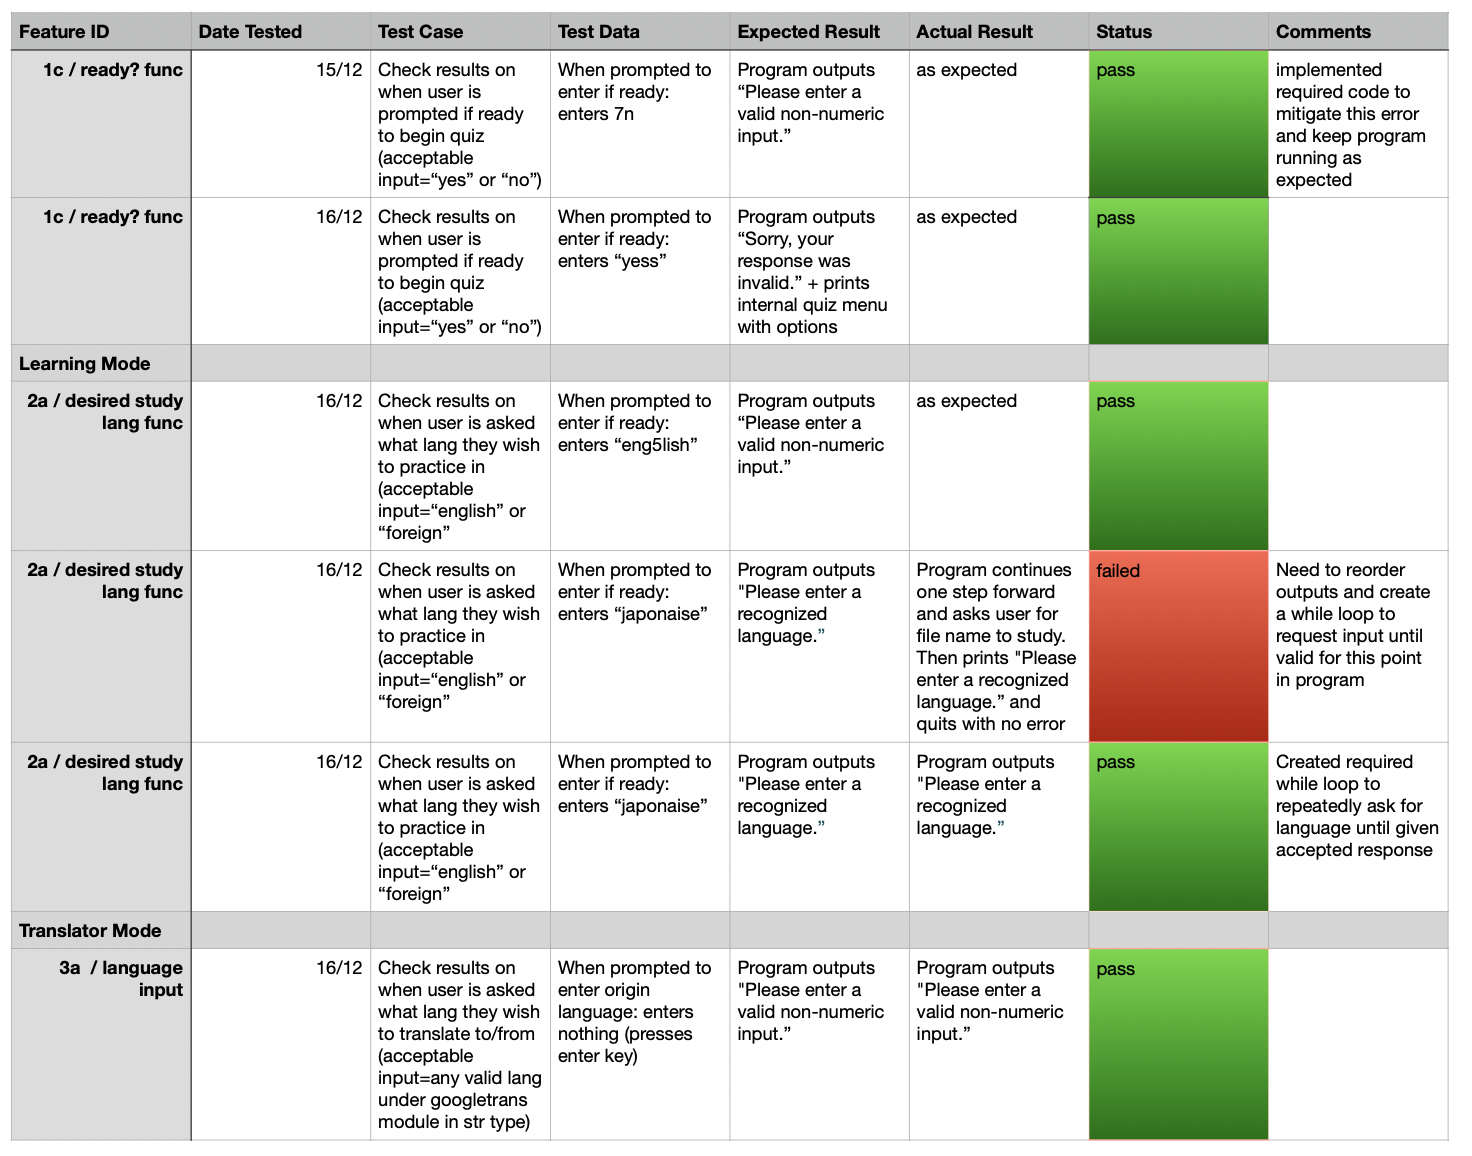 Feature ID
Date Tested
Test Case
Test Data
Expected Result
Actual Result
Status
Comments
1c / ready? func
15/12
Check results on
when user is
prompted if ready
to begin quiz
(acceptable
input=“yes” or “no”)
When prompted to
enter if ready:
enters 7n
Program outputs
“Please enter a
valid non-numeric
input.”
as expected
pass
implemented
required code to
mitigate this error
and keep program
running as
expected
1c / ready? func
16/12
Check results on
when user is
prompted if ready
to begin quiz
(acceptable
input=“yes” or “no”)
When prompted to
enter if ready:
enters “yess”
Program outputs
“Sorry, your
response was
invalid.” + prints
internal quiz menu
with options
as expected
pass
Learning Mode
2a / desired study
lang func
16/12
Check results on
when user is asked
what lang they wish
to practice in
(acceptable
input=“english” or
“foreign”
When prompted to
enter if ready:
enters “eng5lish”
Program outputs
“Please enter a
valid non-numeric
input.”
as expected
pass
2a / desired study
lang func
16/12
Check results on
when user is asked
what lang they wish
to practice in
(acceptable
input=“english” or
“foreign”
When prompted to
enter if ready:
enters “japonaise”
Program outputs
"Please enter a
recognized
language.”
Program continues
one step forward
and asks user for
file name to study.
Then prints "Please
enter a recognized
language.” and
quits with no error
failed
Need to reorder
outputs and create
a while loop to
request input until
valid for this point
in program
2a / desired study
lang func
16/12
Check results on
when user is asked
what lang they wish
to practice in
(acceptable
input=“english” or
“foreign”
When prompted to
enter if ready:
enters “japonaise”
Program outputs
"Please enter a
recognized
language.”
Program outputs
"Please enter a
recognized
language.”
pass
Created required
while loop to
repeatedly ask for
language until given
accepted response
Translator Mode
3a  / language
input
16/12
Check results on
when user is asked
what lang they wish
to translate to/from
(acceptable
input=any valid lang
under googletrans
module in str type)
When prompted to
enter origin
language: enters
nothing (presses
enter key)
Program outputs
"Please enter a
valid non-numeric
input.”
Program outputs
"Please enter a
valid non-numeric
input.”
pass